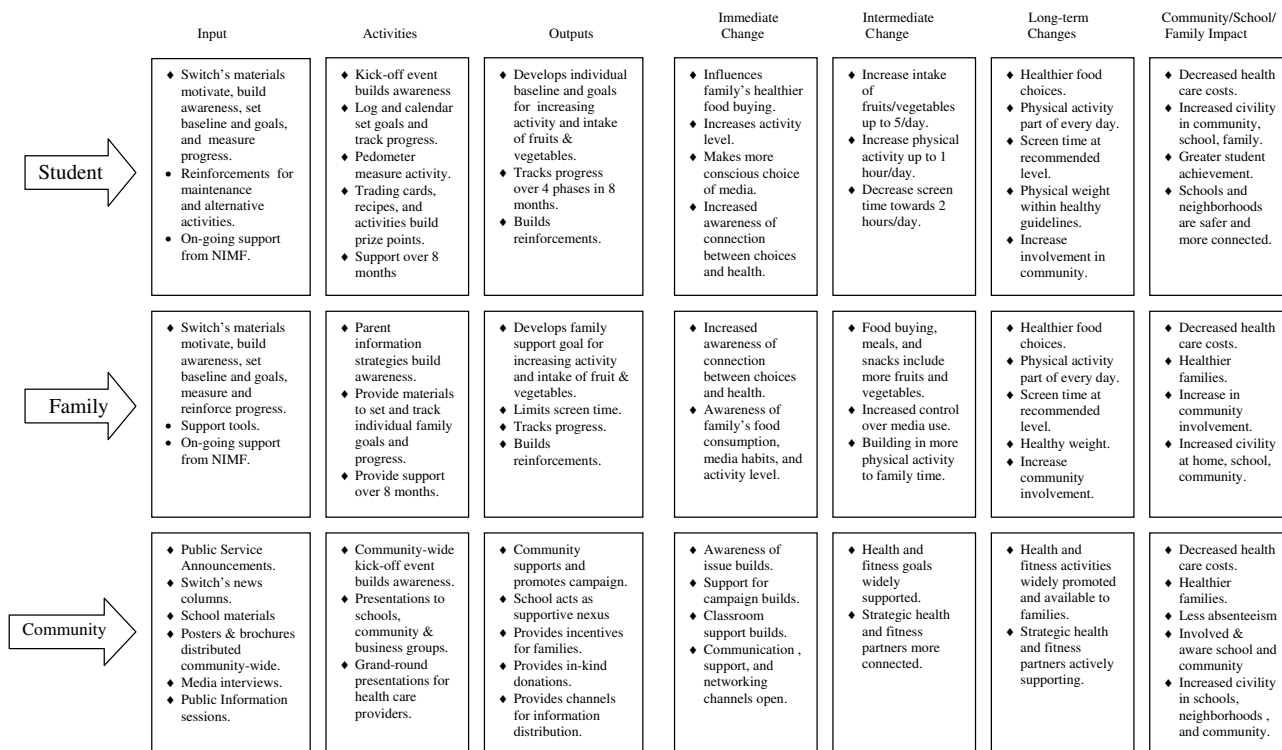 Input
Activities
Outputs
Immediate
Change
Intermediate
Change
Long-term
Changes
Community/School/
Family Impact
Student
♦ Switch's materials
motivate, build
awareness, set
baseline and goals,
and measure
progress.
• Reinforcements for
maintenance
and alternative
activities.
• On-going support
from NIMF.
♦ Kick-off event
builds awareness
♦ Log and calendar
set goals and
track progress.
♦ Pedometer
measure activity.
♦ Trading cards,
recipes, and
activities build
prize points.
♦ Support over 8
months
♦ Develops individual
baseline and goals
for increasing
activity and intake
of fruits &
vegetables.
♦ Tracks progress
over 4 phases in 8
months.
♦ Builds
reinforcements.
♦ Influences
family's healthier
food buying.
♦ Increases activity
level.
♦ Makes more
conscious choice
of media.
♦ Increased
awareness of
connection
between choices
and health.
♦ Increase intake
of
fruits/vegetables
up to 5/day.
♦ Increase physical
activity up to 1
hour/day.
♦ Decrease screen
time towards 2
hours/day.
♦ Healthier food
choices.
♦ Physical activity
part of every day.
♦ Screen time at
recommended
level.
♦ Physical weight
within healthy
guidelines.
♦ Increase
involvement in
community.
♦ Decreased health
care costs.
♦ Increased civility
in community,
school, family.
♦ Greater student
achievement.
♦ Schools and
neighborhoods
are safer and
more connected.
Family
♦ Switch's materials
motivate, build
awareness, set
baseline and goals,
measure and
reinforce progress.
• Support tools.
• On-going support
from NIMF.
♦ Parent
information
strategies build
awareness.
♦ Provide materials
to set and track
individual family
goals and
progress.
♦ Provide support
over 8 months.
♦ Develops family
support goal for
increasing activity
and intake of fruit &
vegetables.
♦ Limits screen time.
♦ Tracks progress.
♦ Builds
reinforcements.
♦ Increased
awareness of
connection
between choices
and health.
♦ Awareness of
family's food
consumption,
media habits, and
activity level.
♦ Food buying,
meals, and
snacks include
more fruits and
vegetables.
♦ Increased control
over media use.
♦ Building in more
physical activity
to family time.
♦ Healthier food
choices.
♦ Physical activity
part of every day.
♦ Screen time at
recommended
level.
♦ Healthy weight.
♦ Increase
community
involvement.
♦ Decreased health
care costs.
♦ Healthier
families.
♦ Increase in
community
involvement.
♦ Increased civility
at home, school,
community.
Community
♦ Public Service
Announcements.
♦ Switch's news
columns.
♦ School materials
♦ Posters & brochures
distributed
community-wide.
♦ Media interviews.
♦ Public Information
sessions.
♦ Community-wide
kick-off event
builds awareness.
♦ Presentations to
schools,
community &
business groups.
♦ Grand-round
presentations for
health care
providers.
♦ Community
supports and
promotes campaign.
♦ School acts as
supportive nexus
♦ Provides incentives
for families.
♦ Provides in-kind
donations.
♦ Provides channels
for information
distribution.
♦ Awareness of
issue builds.
♦ Support for
campaign builds.
♦ Classroom
support builds.
♦ Communication ,
support, and
networking
channels open.
♦ Health and
fitness goals
widely
supported.
♦ Strategic health
and fitness
partners more
connected.
♦ Health and
fitness activities
widely promoted
and available to
families.
♦ Strategic health
and fitness
partners actively
supporting.
♦ Decreased health
care costs.
♦ Healthier
families.
♦ Less absenteeism
♦ Involved &
aware school and
community
♦ Increased civility
in schools,
neighborhoods ,
and community.